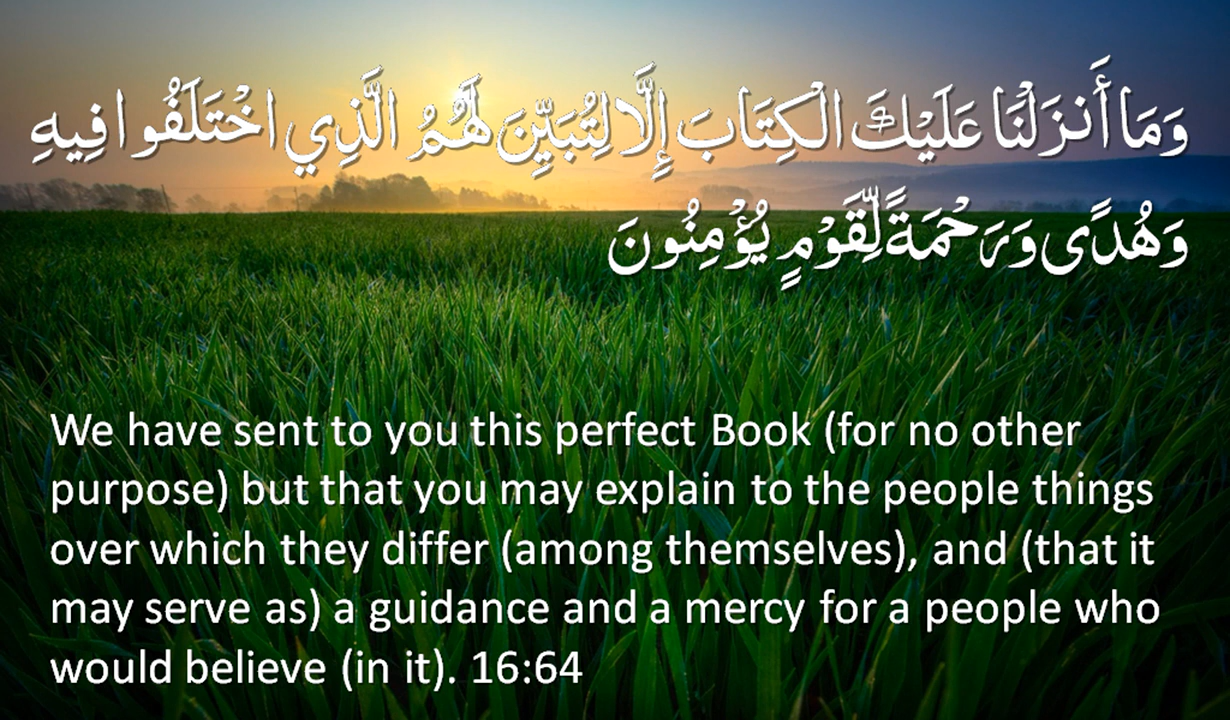 وَمَا أَنزَلْنَا عَلَيْكَ الْكِتَابَ إِلَّا لِتُبَيِّنَ لَهُمُ الَّذِي اخْتَلَفُوا فِيهِ
وَهُدًى وَرَحْمَةً لِّقَوْمٍ يُؤْمِنُونَ
We have sent to you this perfect Book (for no other
purpose) but that you may explain to the people things
over which they differ (among themselves), and (that it
may serve as) a guidance and a mercy for a people who
would believe (in it). 16:64